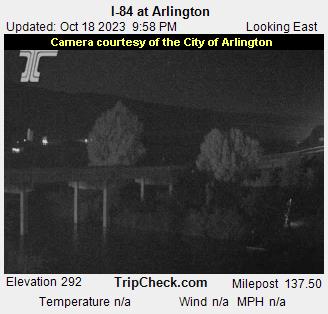 I-84 at Arlington
Updated: Oct 18 2023 9:58 PM Looking East
Camera courtesy of the City of Arlington
Elevation 292 TripCheck.com Milepost 137.50
Temperature n/a Wind n/a MPH n/a